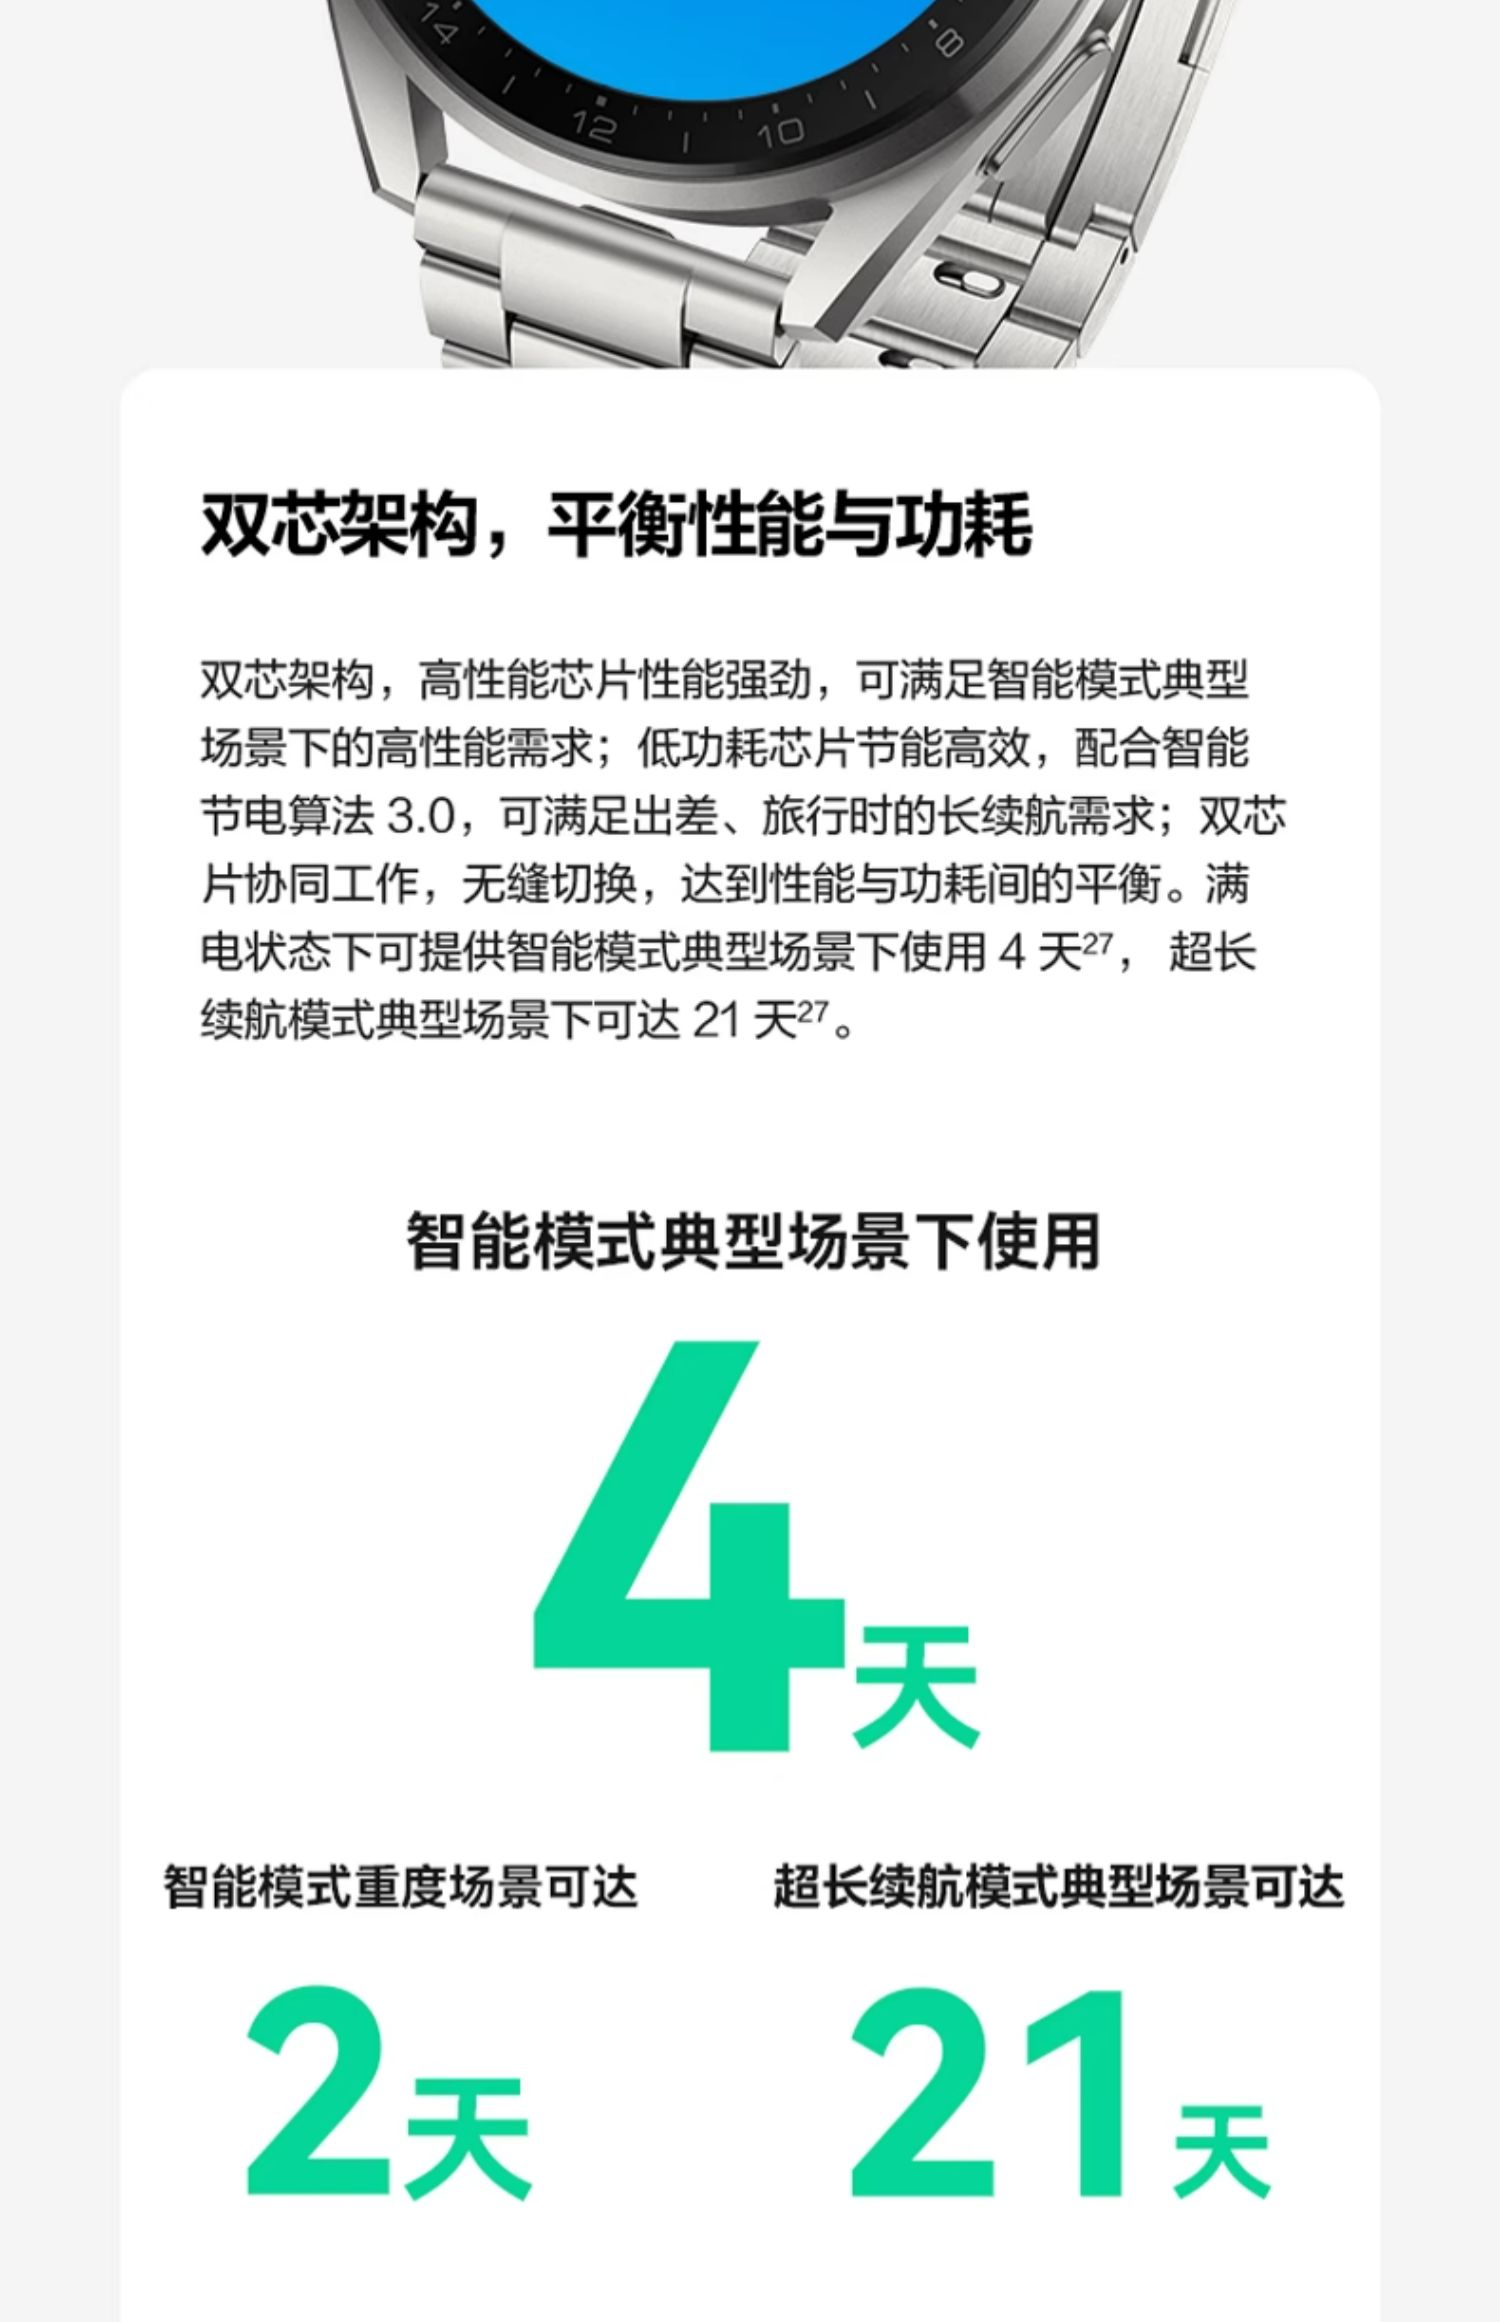 14
12
10
8
双芯架构，平衡性能与功耗
双芯架构，高性能芯片性能强劲，可满足智能模式典型
场景下的高性能需求；低功耗芯片节能高效，配合智能
节电算法 3.0，可满足出差、旅行时的长续航需求；双芯
片协同工作，无缝切换，达到性能与功耗间的平衡。满
电状态下可提供智能模式典型场景下使用 4 天27， 超长
续航模式典型场景下可达 21 天27。
智能模式典型场景下使用
4天
智能模式重度场景可达
2天
超长续航模式典型场景可达
21天